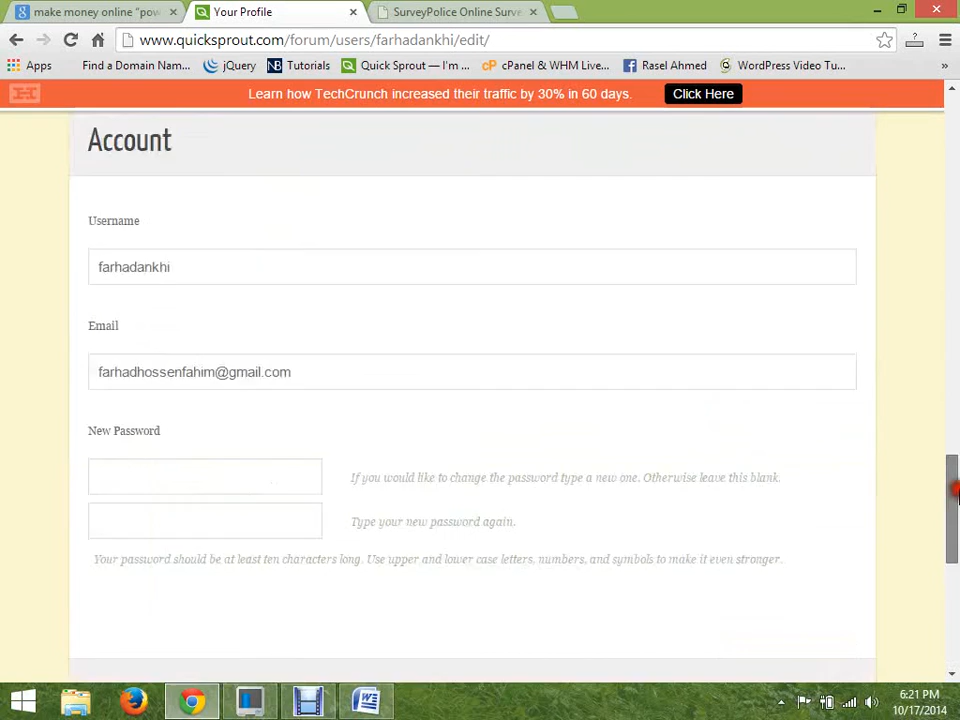 make money online "pow
Your Profile
SurveyPolice Online Surve
www.quicksprout.com/forum/users/farhadankhi/edit/
Apps Find a Domain Nam... jQuery Tutorials Quick Sprout — I'm ... cPanel & WHM Live... Rasel Ahmed WordPress Video Tu... »
Learn how TechCrunch increased their traffic by 30% in 60 days. Click Here
Account
Username
farhadankhi
Email
farhadhossenfahim@gmail.com
New Password
If you would like to change the password type a new one. Otherwise leave this blank.
Type your new password again.
Your password should be at least ten characters long. Use upper and lower case letters, numbers, and symbols to make it even stronger.
6:21 PM
10/17/2014